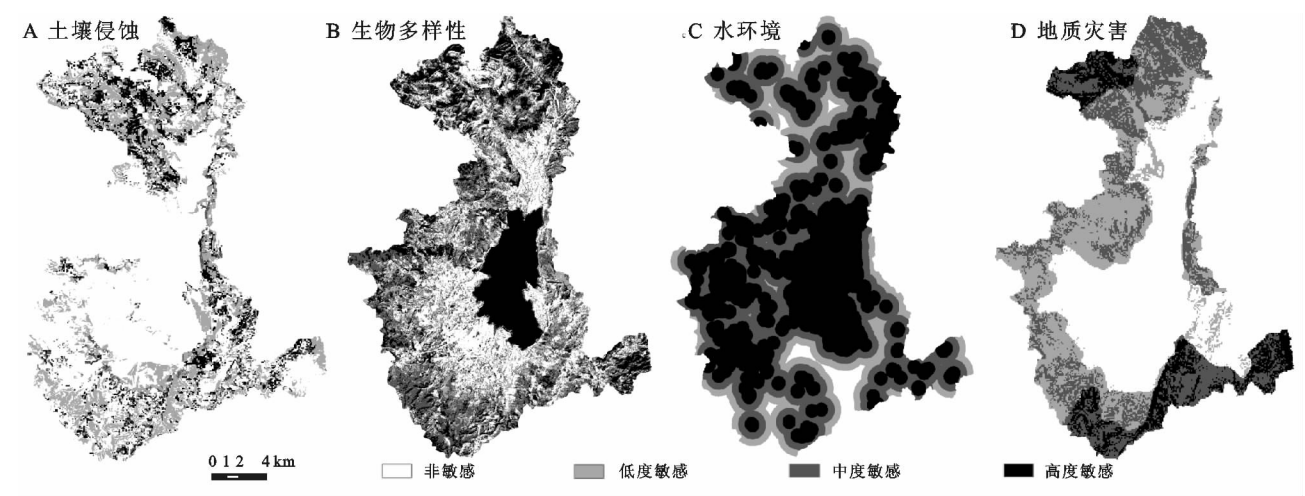 A 土壤侵蚀
B 生物多样性
C 水环境
D 地质灾害
0 1 2 4 km
非敏感
低度敏感
中度敏感
高度敏感